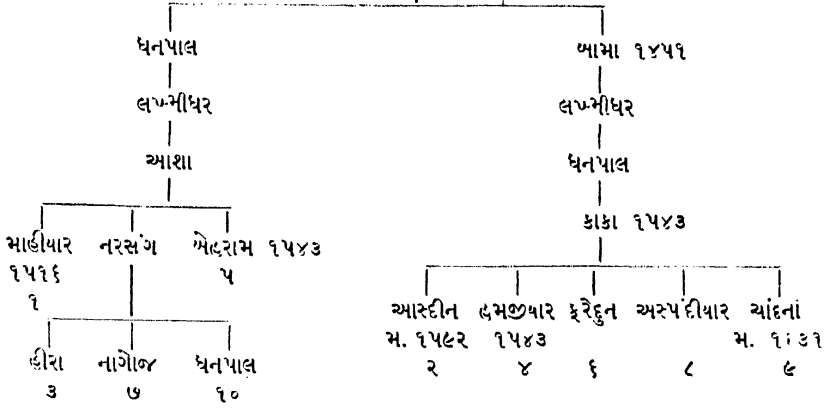 ધનપાલ બામા ૧૪૫૧
લખ્મીધર લખ્મીધર
આશા ધનપાલ
કાકા ૧૫૪૩
માહીયાર નરસંગ બેહરામ ૧૫૪૩
૧૫૧૬ ૫
૧
આસ્દીન હમજીયાર ફરેદુન અસ્પંદીયાર ચાંદનાં
મ. ૧૫૯૨ ૧૫૪૩ મ.
૨ ૪ ૬ ૮ ૯
હીરા નાગોજ ધનપાલ
૩ ૭ ૧૦